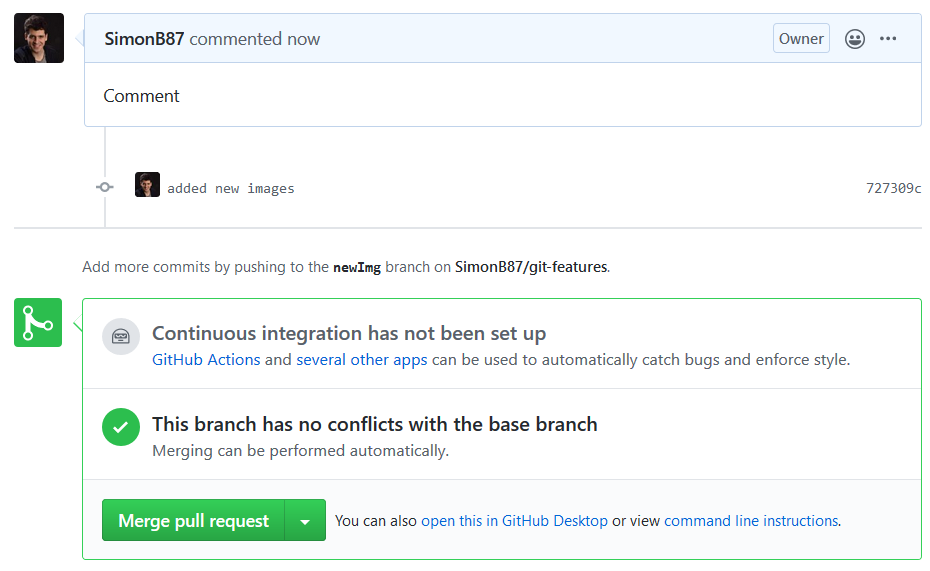 SimonB87 commented now Owner
Comment
added new images 727309c
Add more commits by pushing to the newImg branch on SimonB87/git-features.
Continuous integration has not been set up
GitHub Actions and several other apps can be used to automatically catch bugs and enforce style.
This branch has no conflicts with the base branch
Merging can be performed automatically.
Merge pull request You can also open this in GitHub Desktop or view command line instructions.